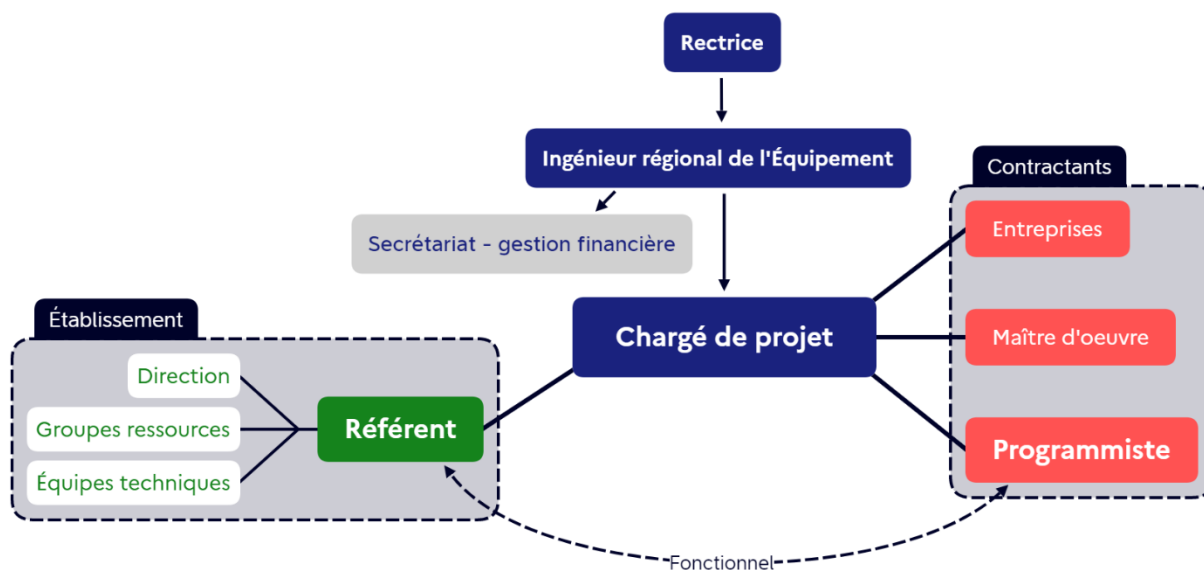 Rectrice
Ingénieur régional de l'Équipement
Secrétariat - gestion financière
Chargé de projet
Établissement
Direction
Groupes ressources
Équipes techniques
Référent
Contractants
Entreprises
Maître d'oeuvre
Programmiste
Fonctionnel